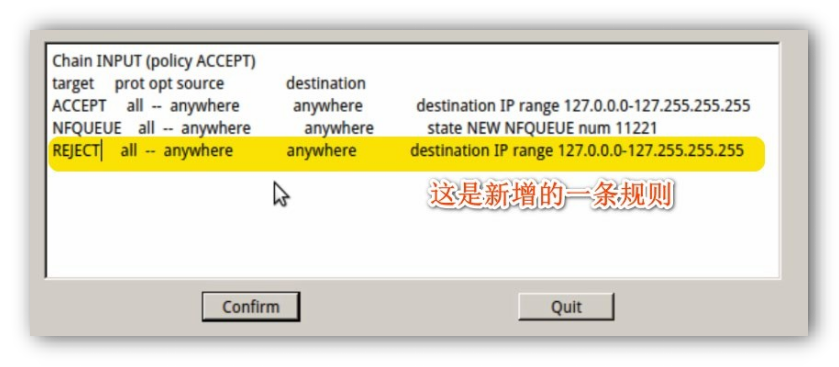 Chain INPUT (policy ACCEPT)
target prot opt source destination
ACCEPT all -- anywhere anywhere destination IP range 127.0.0.0-127.255.255.255
NFQUEUE all -- anywhere anywhere state NEW NFQUEUE num 11221
REJECT all -- anywhere anywhere destination IP range 127.0.0.0-127.255.255.255
这是新增的一条规则
Confirm Quit